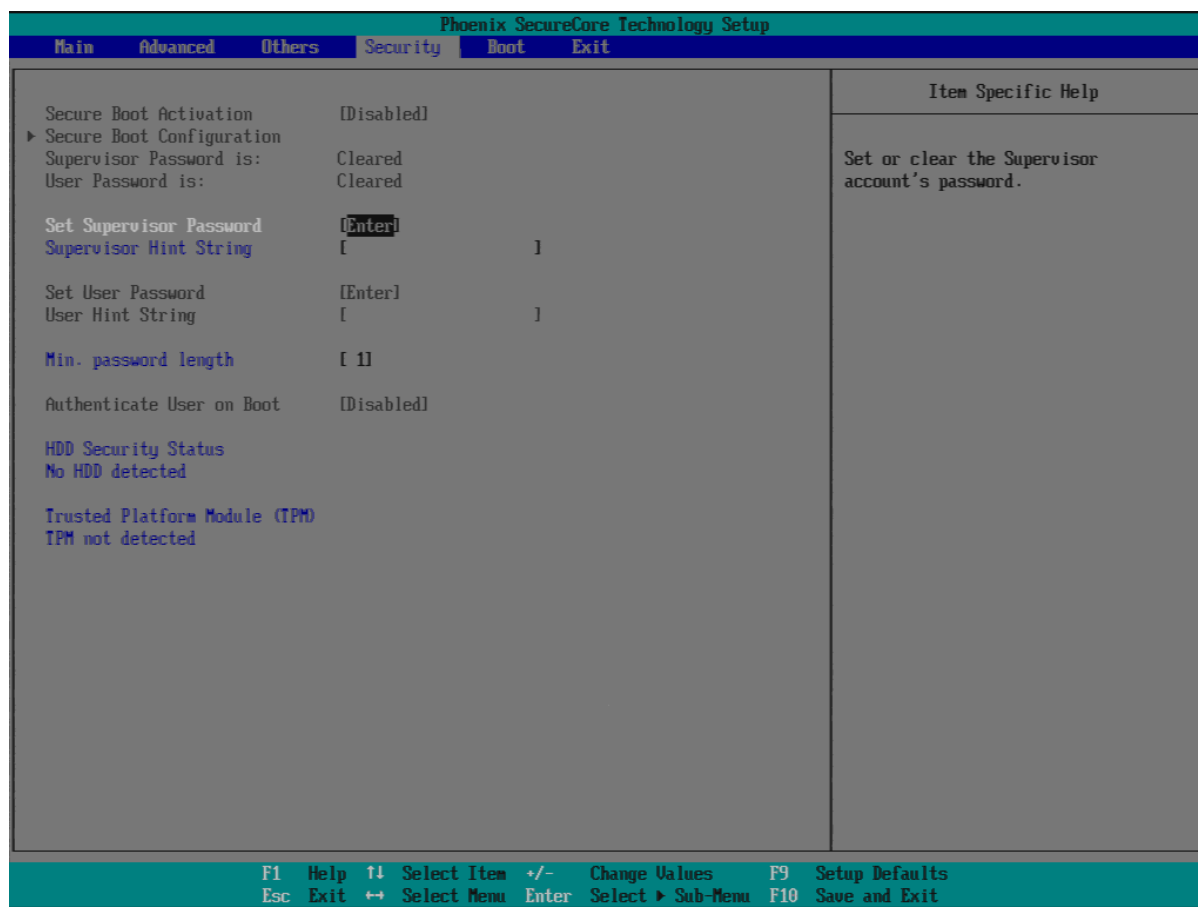 Phoenix SecureCore Technology Setup
Main Advanced Others Security Boot Exit
Item Specific Help
Secure Boot Activation [Disabled]
▶ Secure Boot Configuration
Supervisor Password is: Cleared
User Password is: Cleared
Set or clear the Supervisor
account's password.
Set Supervisor Password [Enter]
Supervisor Hint String [ ]
Set User Password [Enter]
User Hint String [ ]
Min. password length [ 1]
Authenticate User on Boot [Disabled]
HDD Security Status
No HDD detected
Trusted Platform Module (TPM)
TPM not detected
F1 Help ↑↓ Select Item +/- Change Values F9 Setup Defaults
Esc Exit ↔ Select Menu Enter Select ▶ Sub-Menu F10 Save and Exit